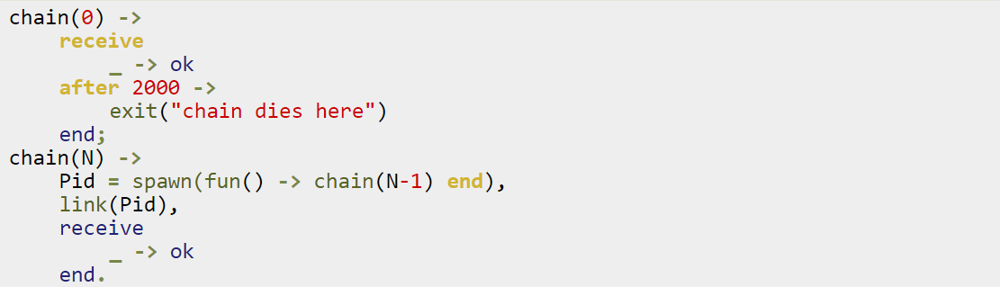 chain(0) ->
    receive
        _ -> ok
    after 2000 ->
        exit("chain dies here")
    end;
chain(N) ->
    Pid = spawn(fun() -> chain(N-1) end),
    link(Pid),
    receive
        _ -> ok
    end.